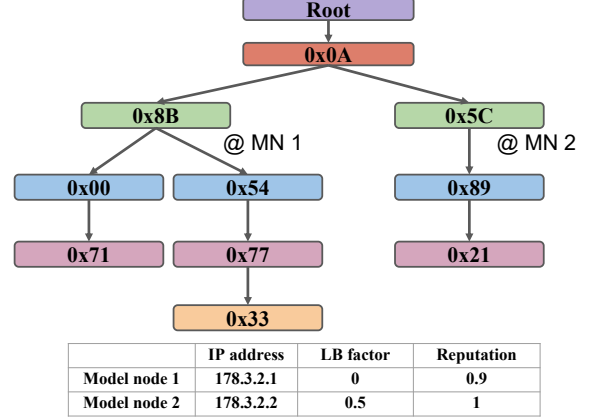 Root
0x0A
0x8B 0x5C
@ MN 1 @ MN 2
0x00 0x54 0x89
0x71 0x77 0x21
0x33
IP address LB factor Reputation
Model node 1 178.3.2.1 0 0.9
Model node 2 178.3.2.2 0.5 1